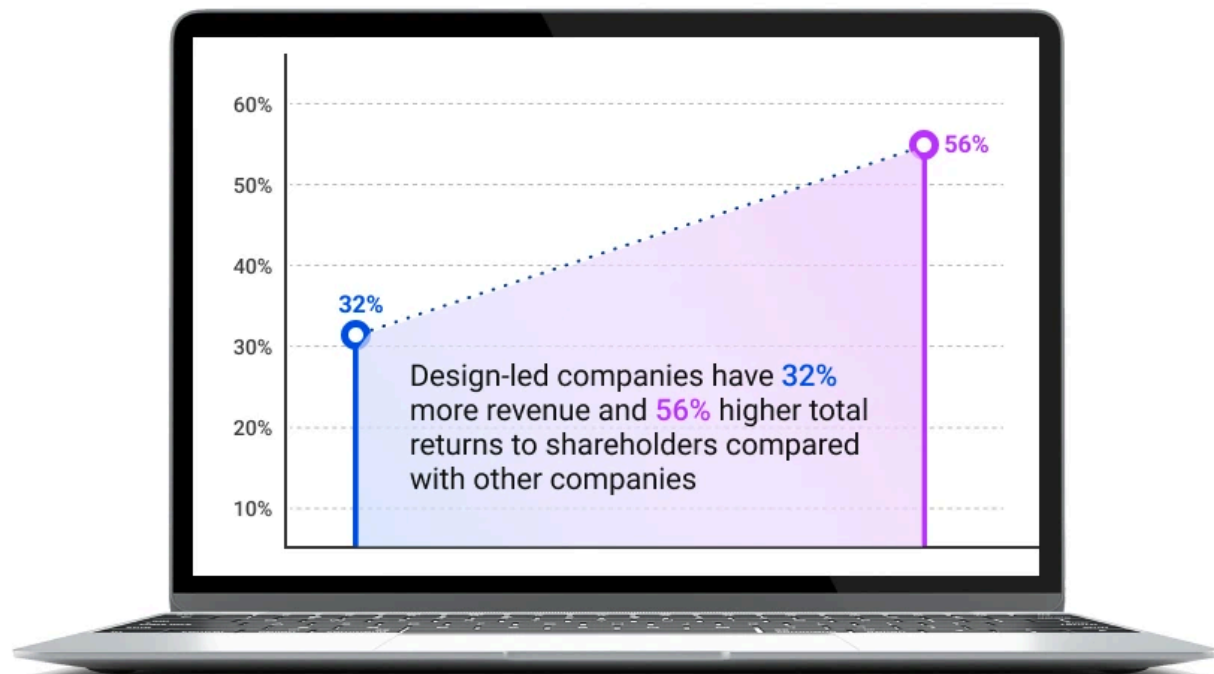 60%
56%
50%
40%
32%
30%
Design-led companies have 32%
more revenue and 56% higher total
20%
returns to shareholders compared
with other companies
10%